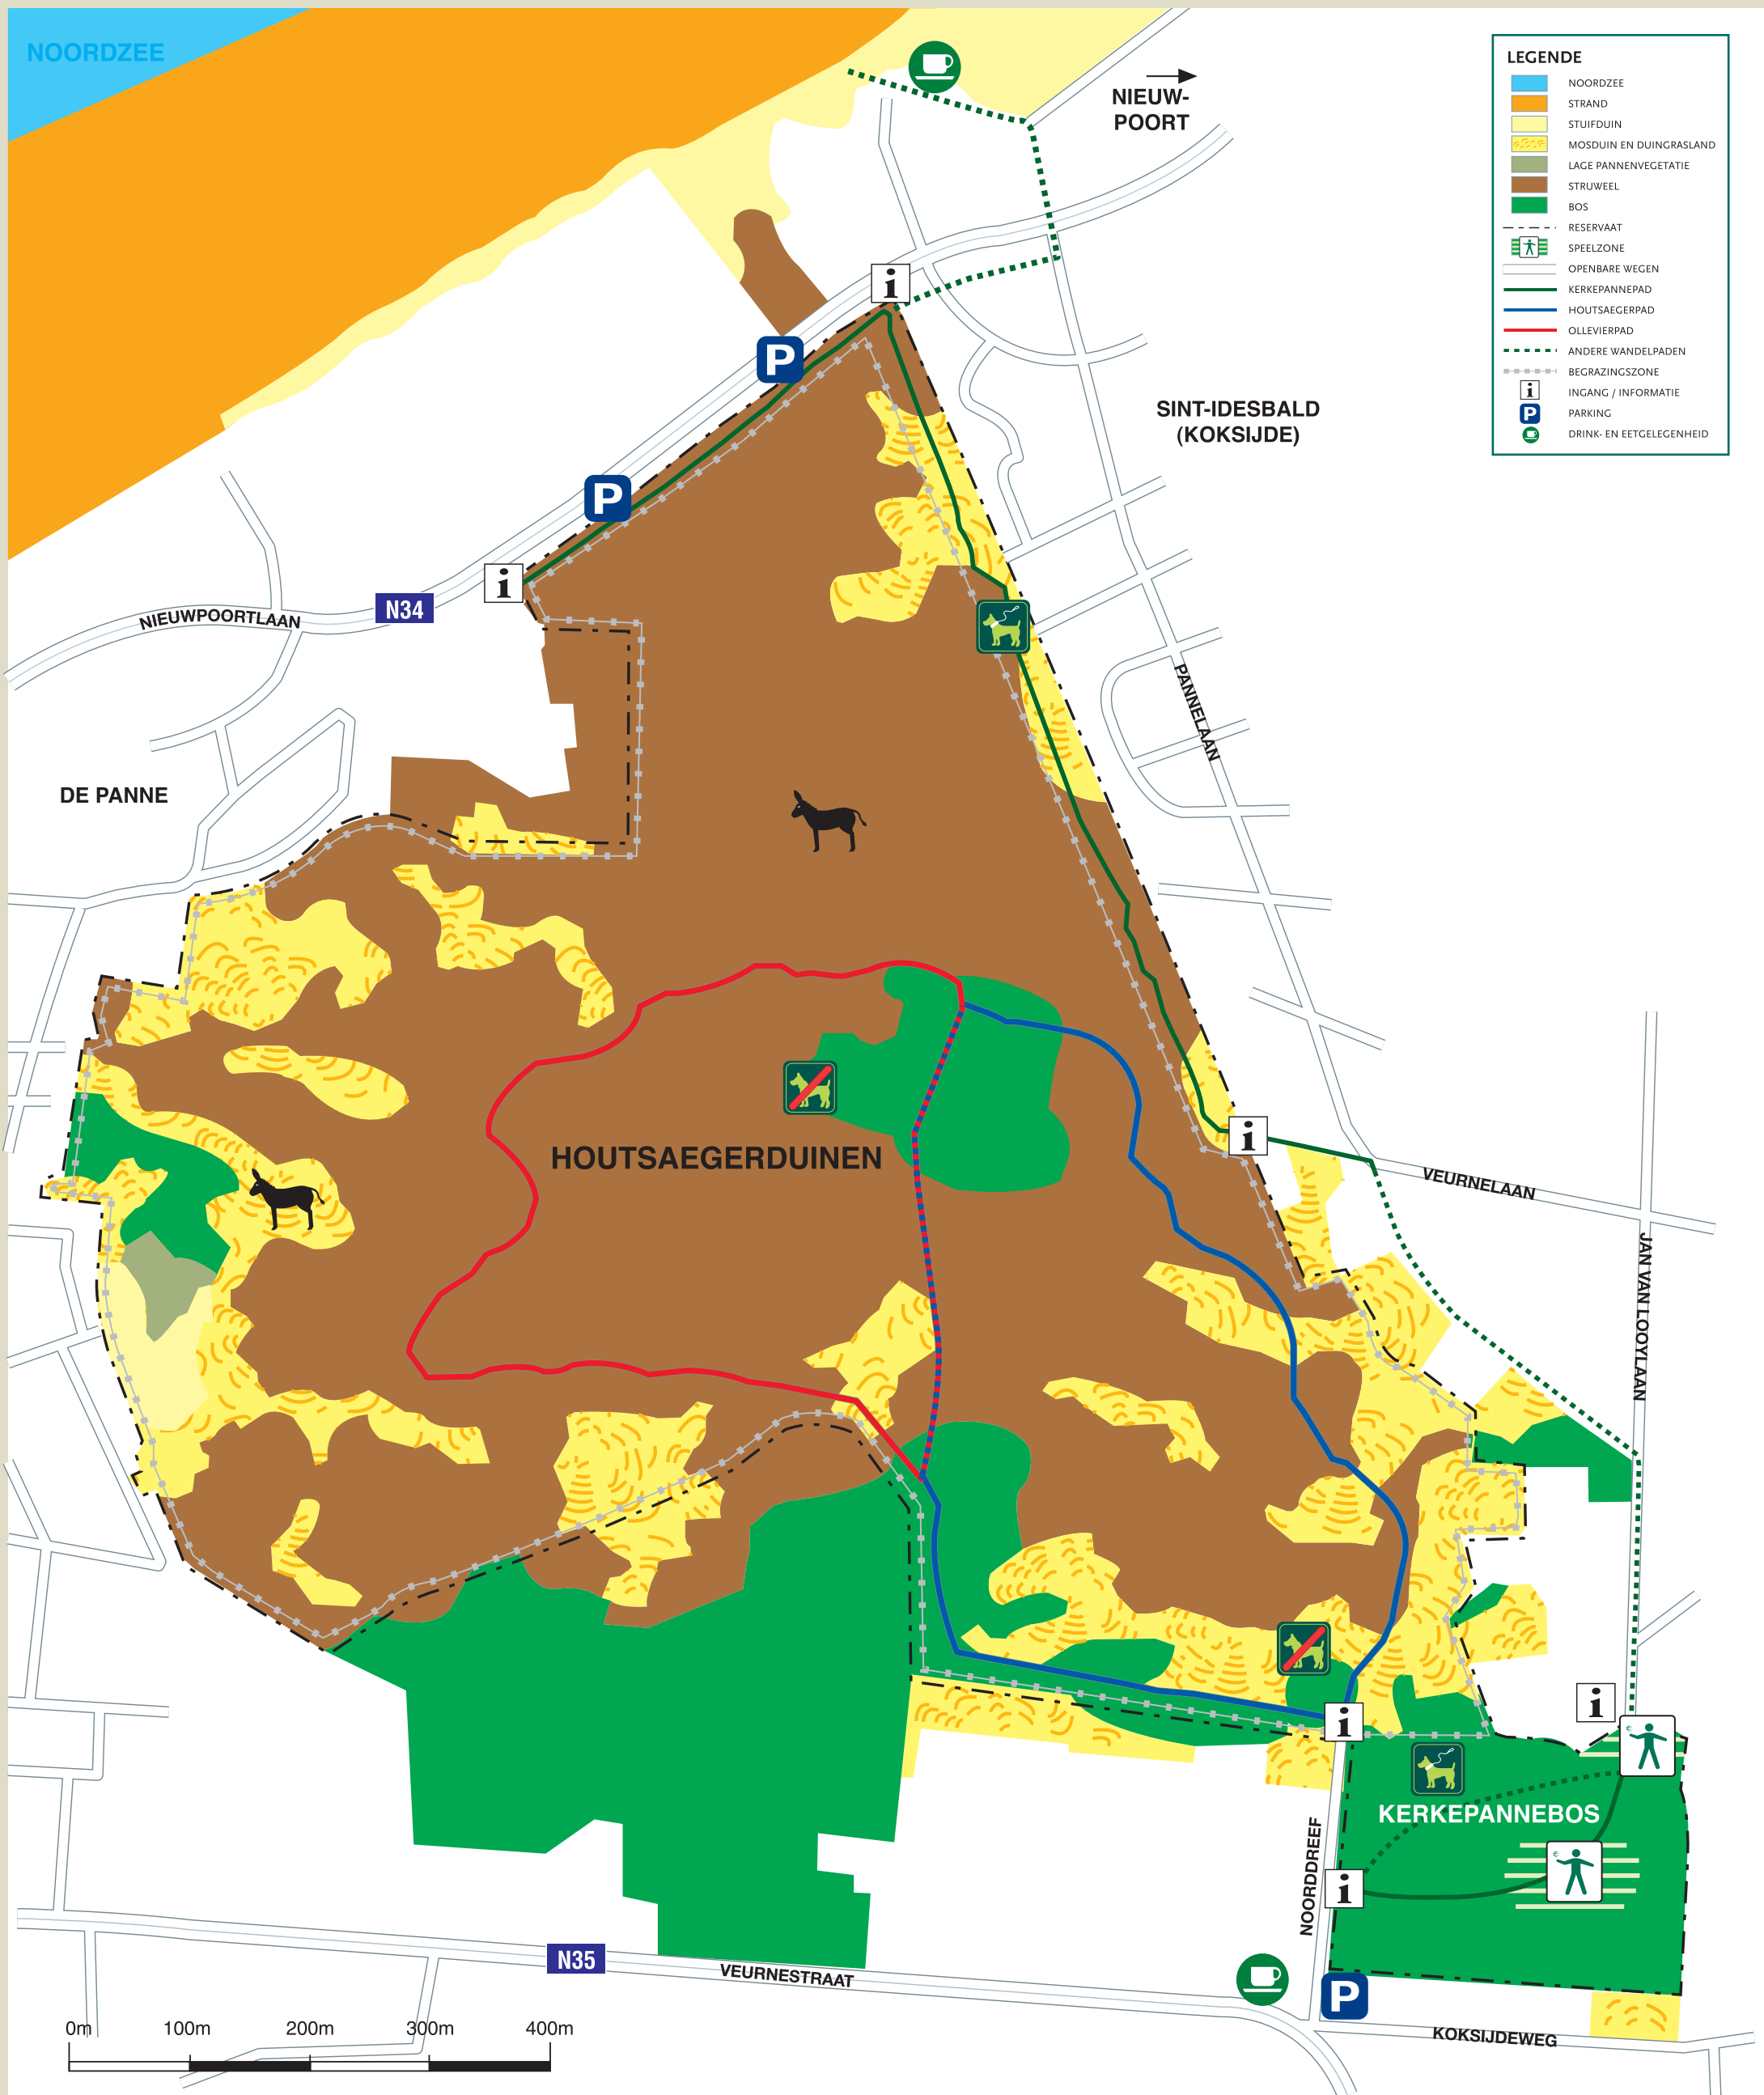 NOORDZEE
NIEUW-
POORT
LEGENDE
NOORDZEE
STRAND
STUIFDUIN
MOSDUIN EN DUINGRASLAND
LAGE PANNENVEGETATIE
STRUWEEL
BOS
RESERVAAT
SPEELZONE
OPENBARE WEGEN
KERKEPANNEPAD
HOUTSAEGERPAD
OLLEVIERPAD
ANDERE WANDELPADEN
BEGRAZINGSZONE
i INGANG / INFORMATIE
P PARKING
DRINK- EN EETGELEGENHEID
i
P
SINT-IDESBALD
(KOKSIJDE)
P
i
N34
NIEUWPOORTLAAN
PANNELAAN
DE PANNE
HOUTSAEGERDUINEN
i
VEURNELAAN
JAN VAN LOOYLAAN
i
i
KERKEPANNEBOS
NOORDREEF
i
N35
VEURNESTRAAT
P
KOKSIJDEWEG
0m 100m 200m 300m 400m